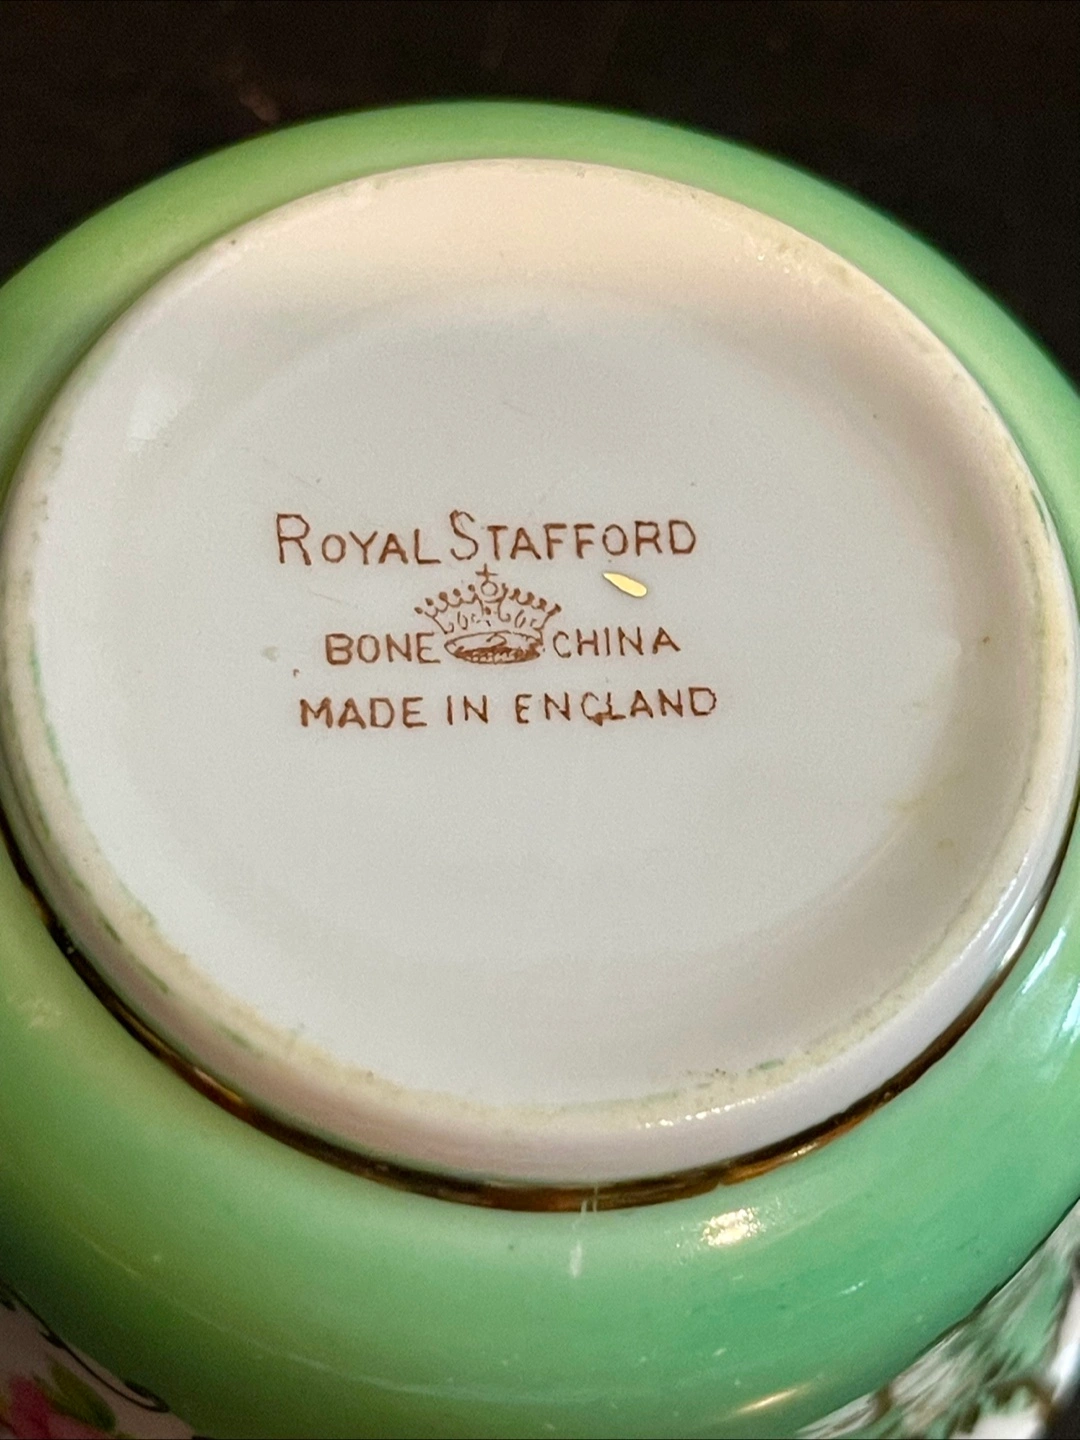 ROYAL STAFFORD
BONE CHINA
MADE IN ENGLAND